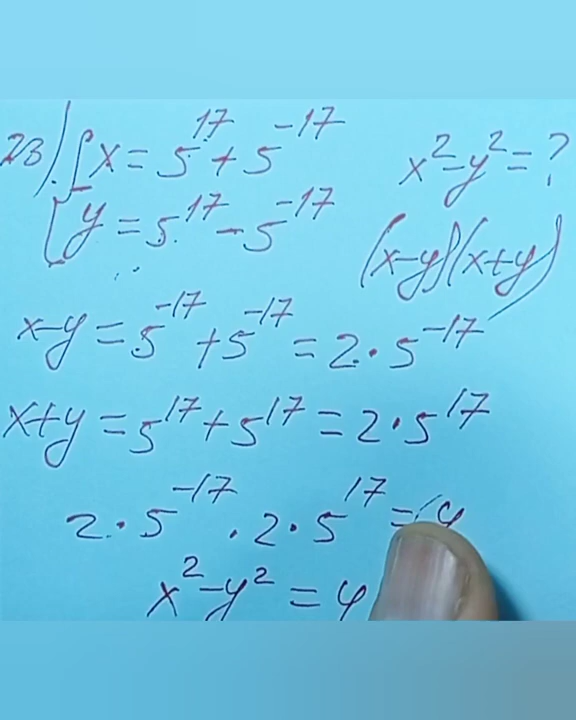 23) { x = 5^17 + 5^-17
y = 5^17 - 5^-17
x^2 - y^2 = ?
(x-y)(x+y)
x-y = 5^-17 + 5^-17 = 2·5^-17
x+y = 5^17 + 5^17 = 2·5^17
2·5^-17 · 2·5^17 = 4
x^2 - y^2 = 4